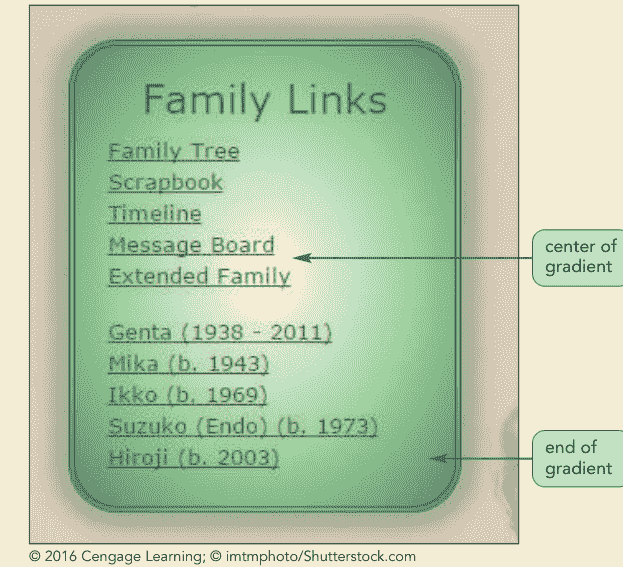 Family Links
Family Tree
Scrapbook
Timeline
Message Board
Extended Family
Genta (1938 - 2011)
Mika (b. 1943)
Ikko (b. 1969)
Suzuko (Endo) (b. 1973)
Hiroji (b. 2003)
center of
gradient
end of
gradient
© 2016 Cengage Learning; © imtmphoto/Shutterstock.com